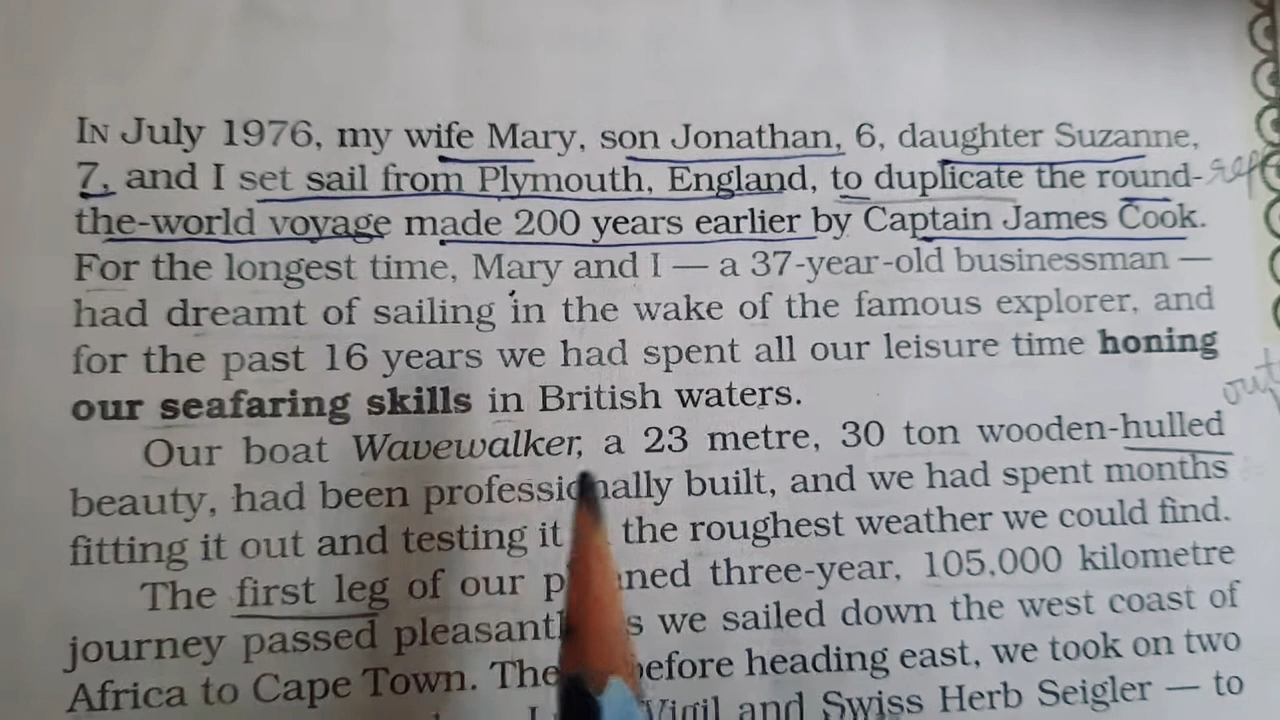 IN July 1976, my wife Mary, son Jonathan, 6, daughter Suzanne,
7, and I set sail from Plymouth, England, to duplicate the round-
the-world voyage made 200 years earlier by Captain James Cook.
For the longest time, Mary and I — a 37-year-old businessman —
had dreamt of sailing in the wake of the famous explorer, and
for the past 16 years we had spent all our leisure time honing
our seafaring skills in British waters.
out
Our boat Wavewalker, a 23 metre, 30 ton wooden-hulled
beauty, had been professionally built, and we had spent months
fitting it out and testing it the roughest weather we could find.
The first leg of our three-year, 105,000 kilometre
journey passed we sailed down the west coast of
Africa to Cape Town. before heading east, we took on two
Vigil and Swiss Herb Seigler — to